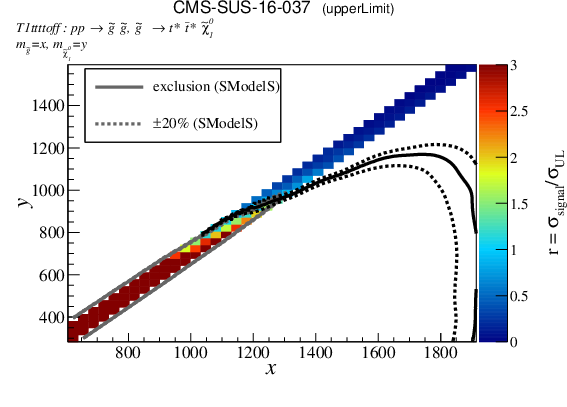 CMS-SUS-16-037 (upperLimit)
T1ttttoff : pp → g̃ g̃, g̃ → t* t̄* χ̃⁰₁
m_g̃=x, m_χ̃⁰₁=y
exclusion (SModelS)
±20% (SModelS)
1400
1200
1000
800
600
400
y
800
1000
1200
1400
1600
1800
x
3
2.5
2
1.5
1
0.5
0
r = σ_signal/σ_UL